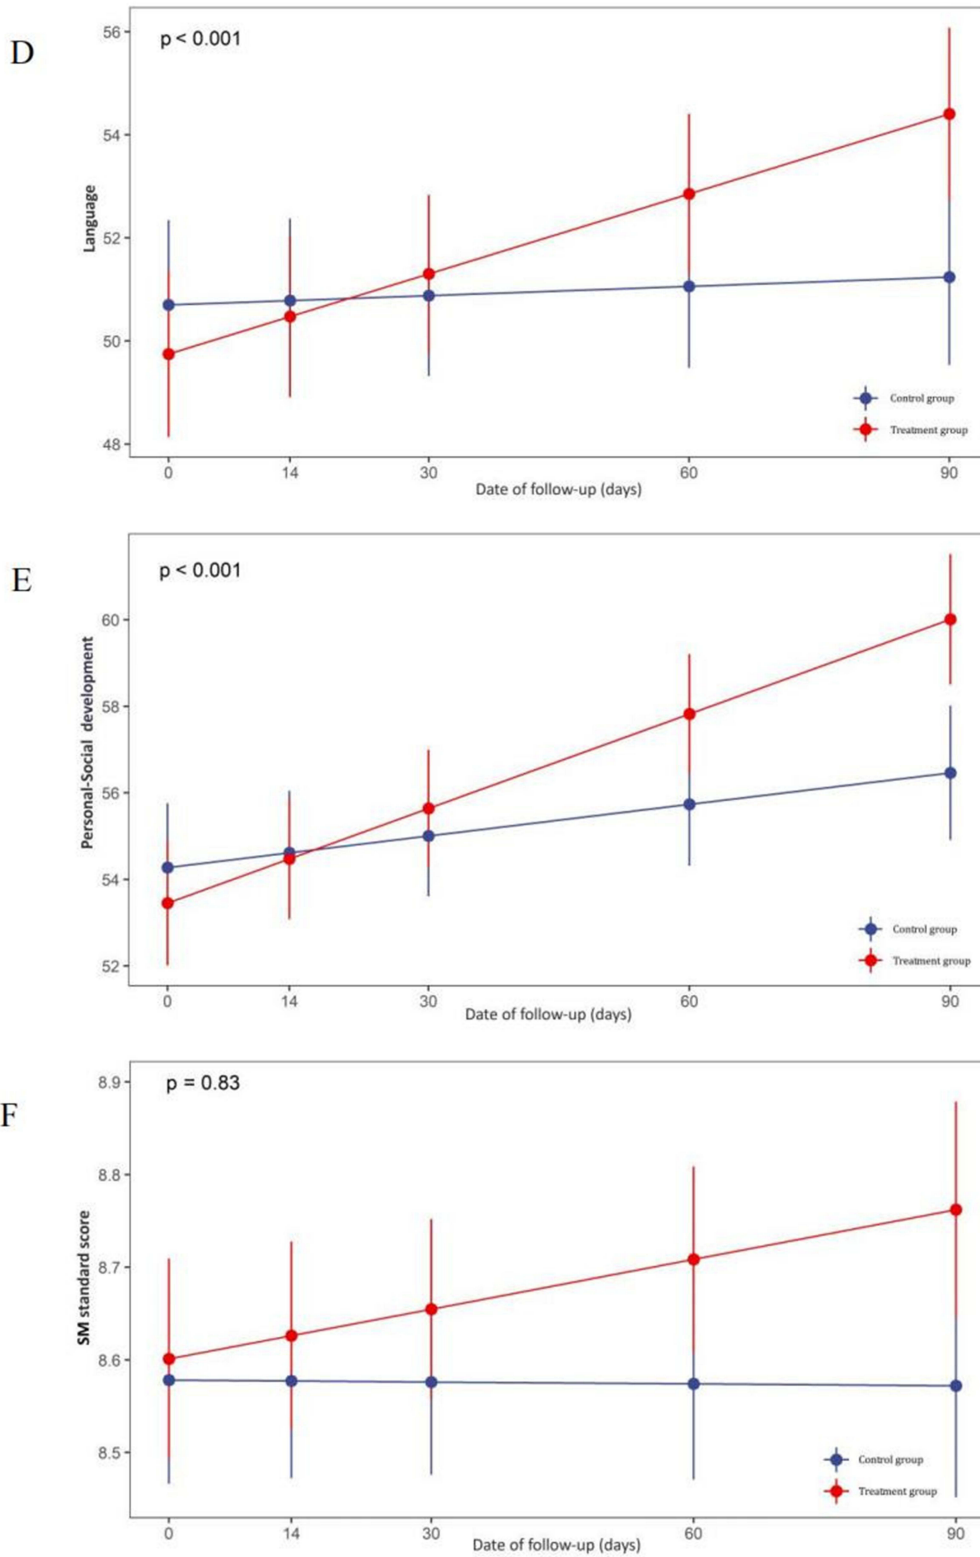 D
p < 0.001
56
54
52
50
48
Language
Control group
Treatment group
0 14 30 60 90
Date of follow-up (days)
E
p < 0.001
60
58
56
54
52
Personal-Social development
Control group
Treatment group
0 14 30 60 90
Date of follow-up (days)
F
p = 0.83
8.9
8.8
8.7
8.6
8.5
SM standard score
Control group
Treatment group
0 14 30 60 90
Date of follow-up (days)